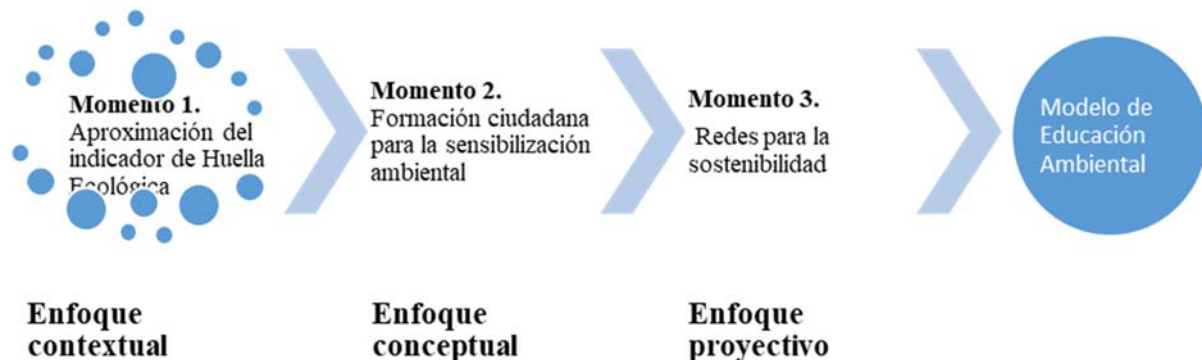 Momento 1.
Aproximación del
indicador de Huella
Ecológica
Momento 2.
Formación ciudadana
para la sensibilización
ambiental
Momento 3.
Redes para la
sostenibilidad
Modelo de
Educación
Ambiental
Enfoque
contextual
Enfoque
conceptual
Enfoque
proyectivo